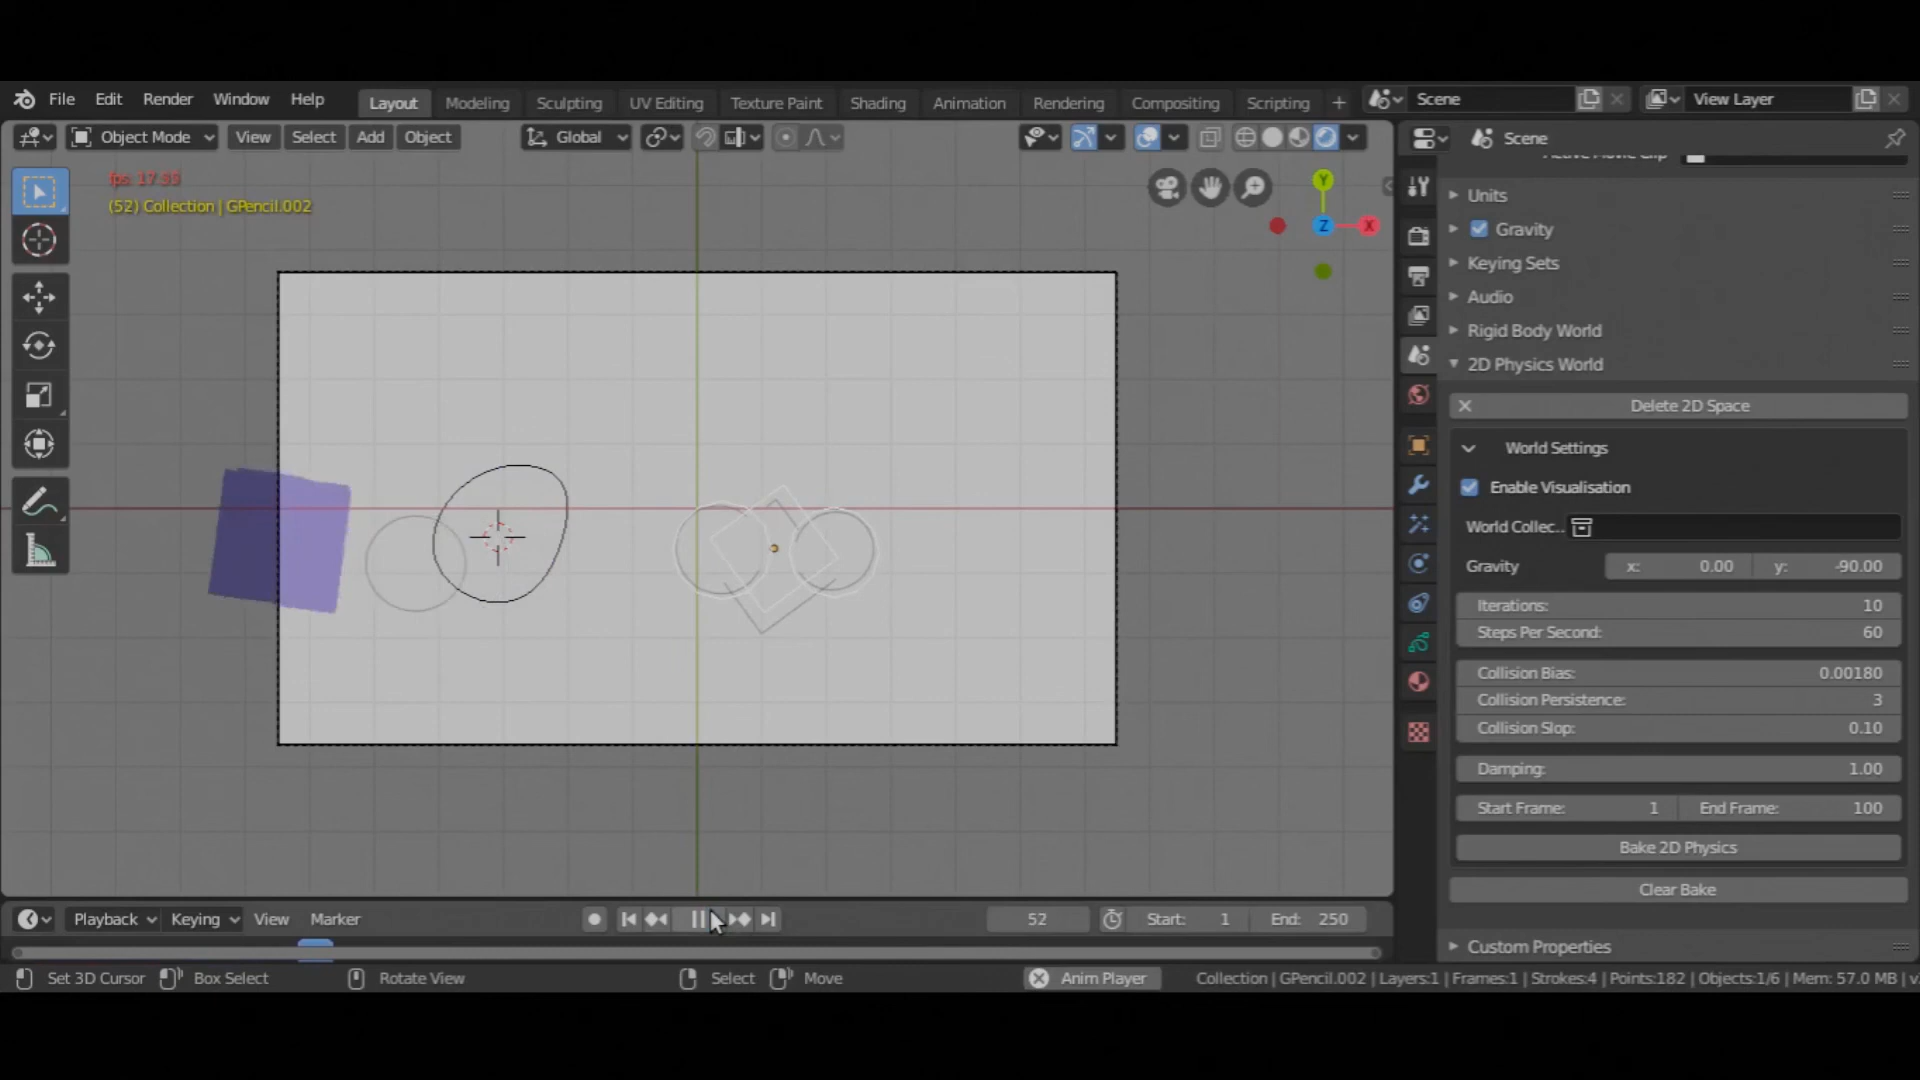 File Edit Render Window Help Layout Modeling Sculpting UV Editing Texture Paint Shading Animation Rendering Compositing Scripting + Scene View Layer
Object Mode View Select Add Object Global Scene
fps: 17.99
(52) Collection | GPencil.002
Y
Z
X
Units
Gravity
Keying Sets
Audio
Rigid Body World
2D Physics World
Delete 2D Space
World Settings
Enable Visualisation
World Collec..
Gravity x: 0.00 y: -90.00
Iterations: 10
Steps Per Second: 60
Collision Bias: 0.00180
Collision Persistence: 3
Collision Slop: 0.10
Damping: 1.00
Start Frame: 1 End Frame: 100
Bake 2D Physics
Clear Bake
Custom Properties
Playback Keying View Marker 52 Start: 1 End: 250
Set 3D Cursor Box Select Rotate View Select Move Anim Player Collection | GPencil.002 | Layers:1 | Frames:1 | Strokes:4 | Points:182 | Objects:1/6 | Mem: 57.0 MB | v